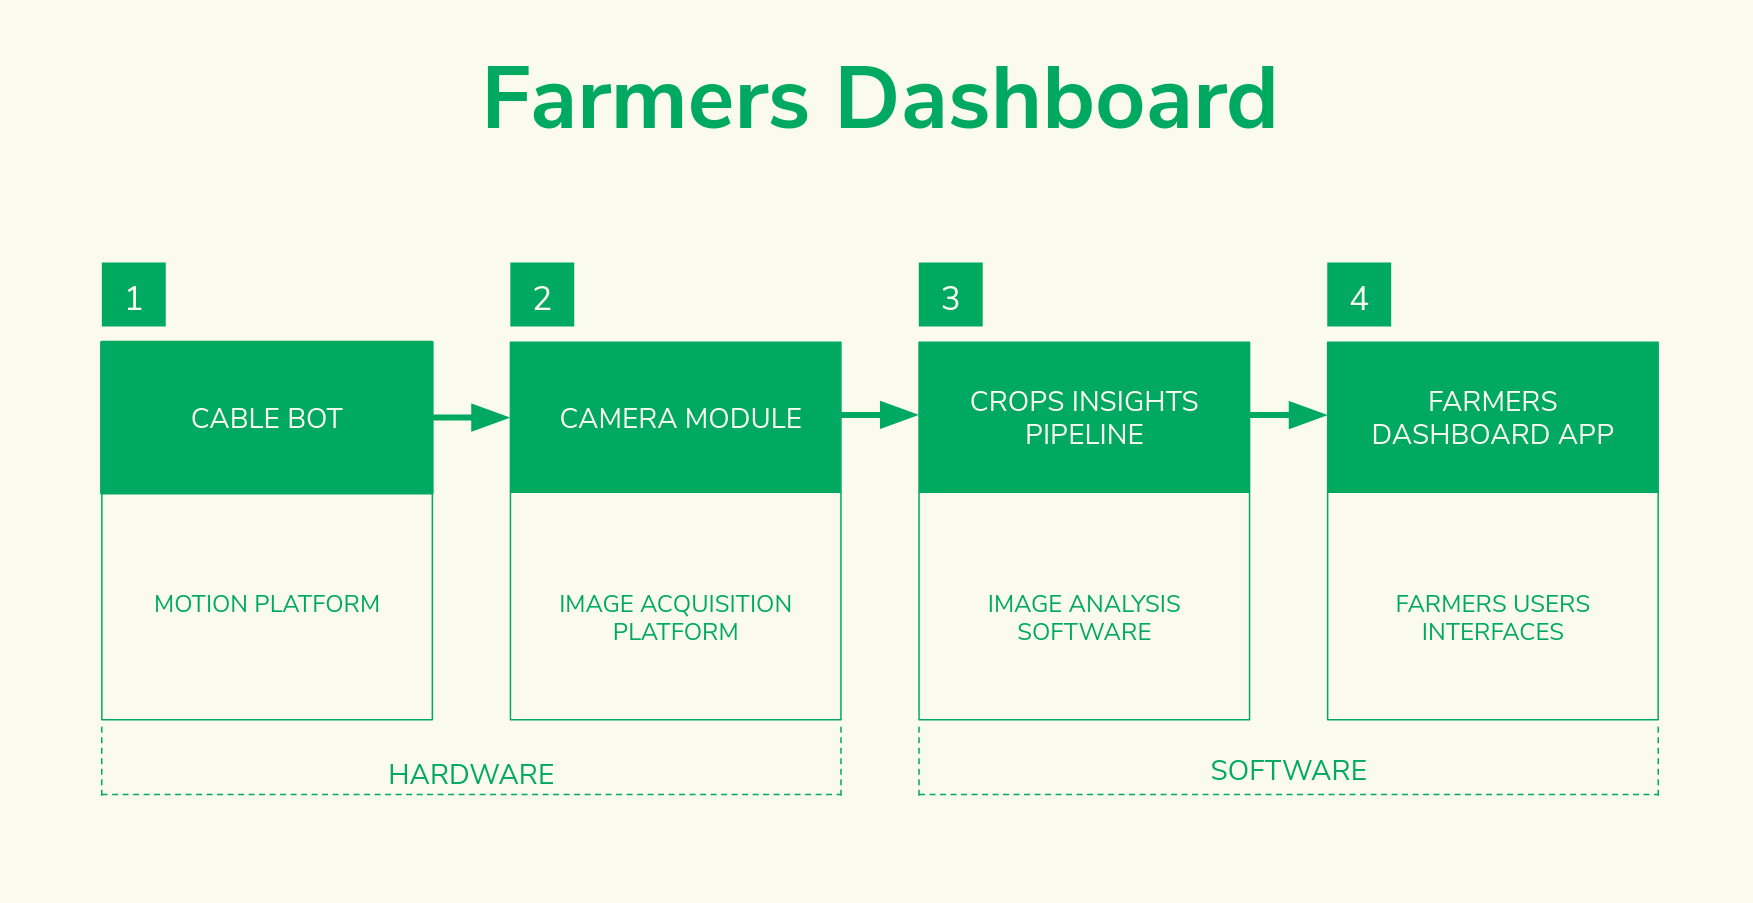 Farmers Dashboard
1
CABLE BOT
MOTION PLATFORM
2
CAMERA MODULE
IMAGE ACQUISITION
PLATFORM
3
CROPS INSIGHTS
PIPELINE
IMAGE ANALYSIS
SOFTWARE
4
FARMERS
DASHBOARD APP
FARMERS USERS
INTERFACES
HARDWARE
SOFTWARE